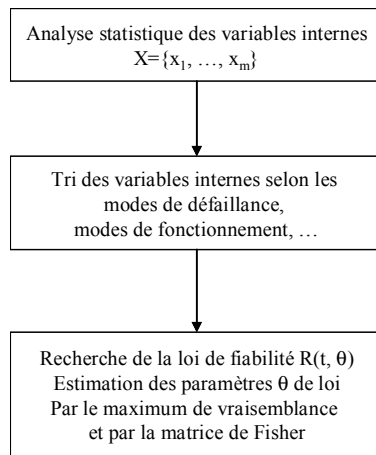 Analyse statistique des variables internes
X={x₁, …, xₘ}
Tri des variables internes selon les
modes de défaillance,
modes de fonctionnement, …
Recherche de la loi de fiabilité R(t, θ)
Estimation des paramètres θ de loi
Par le maximum de vraisemblance
et par la matrice de Fisher